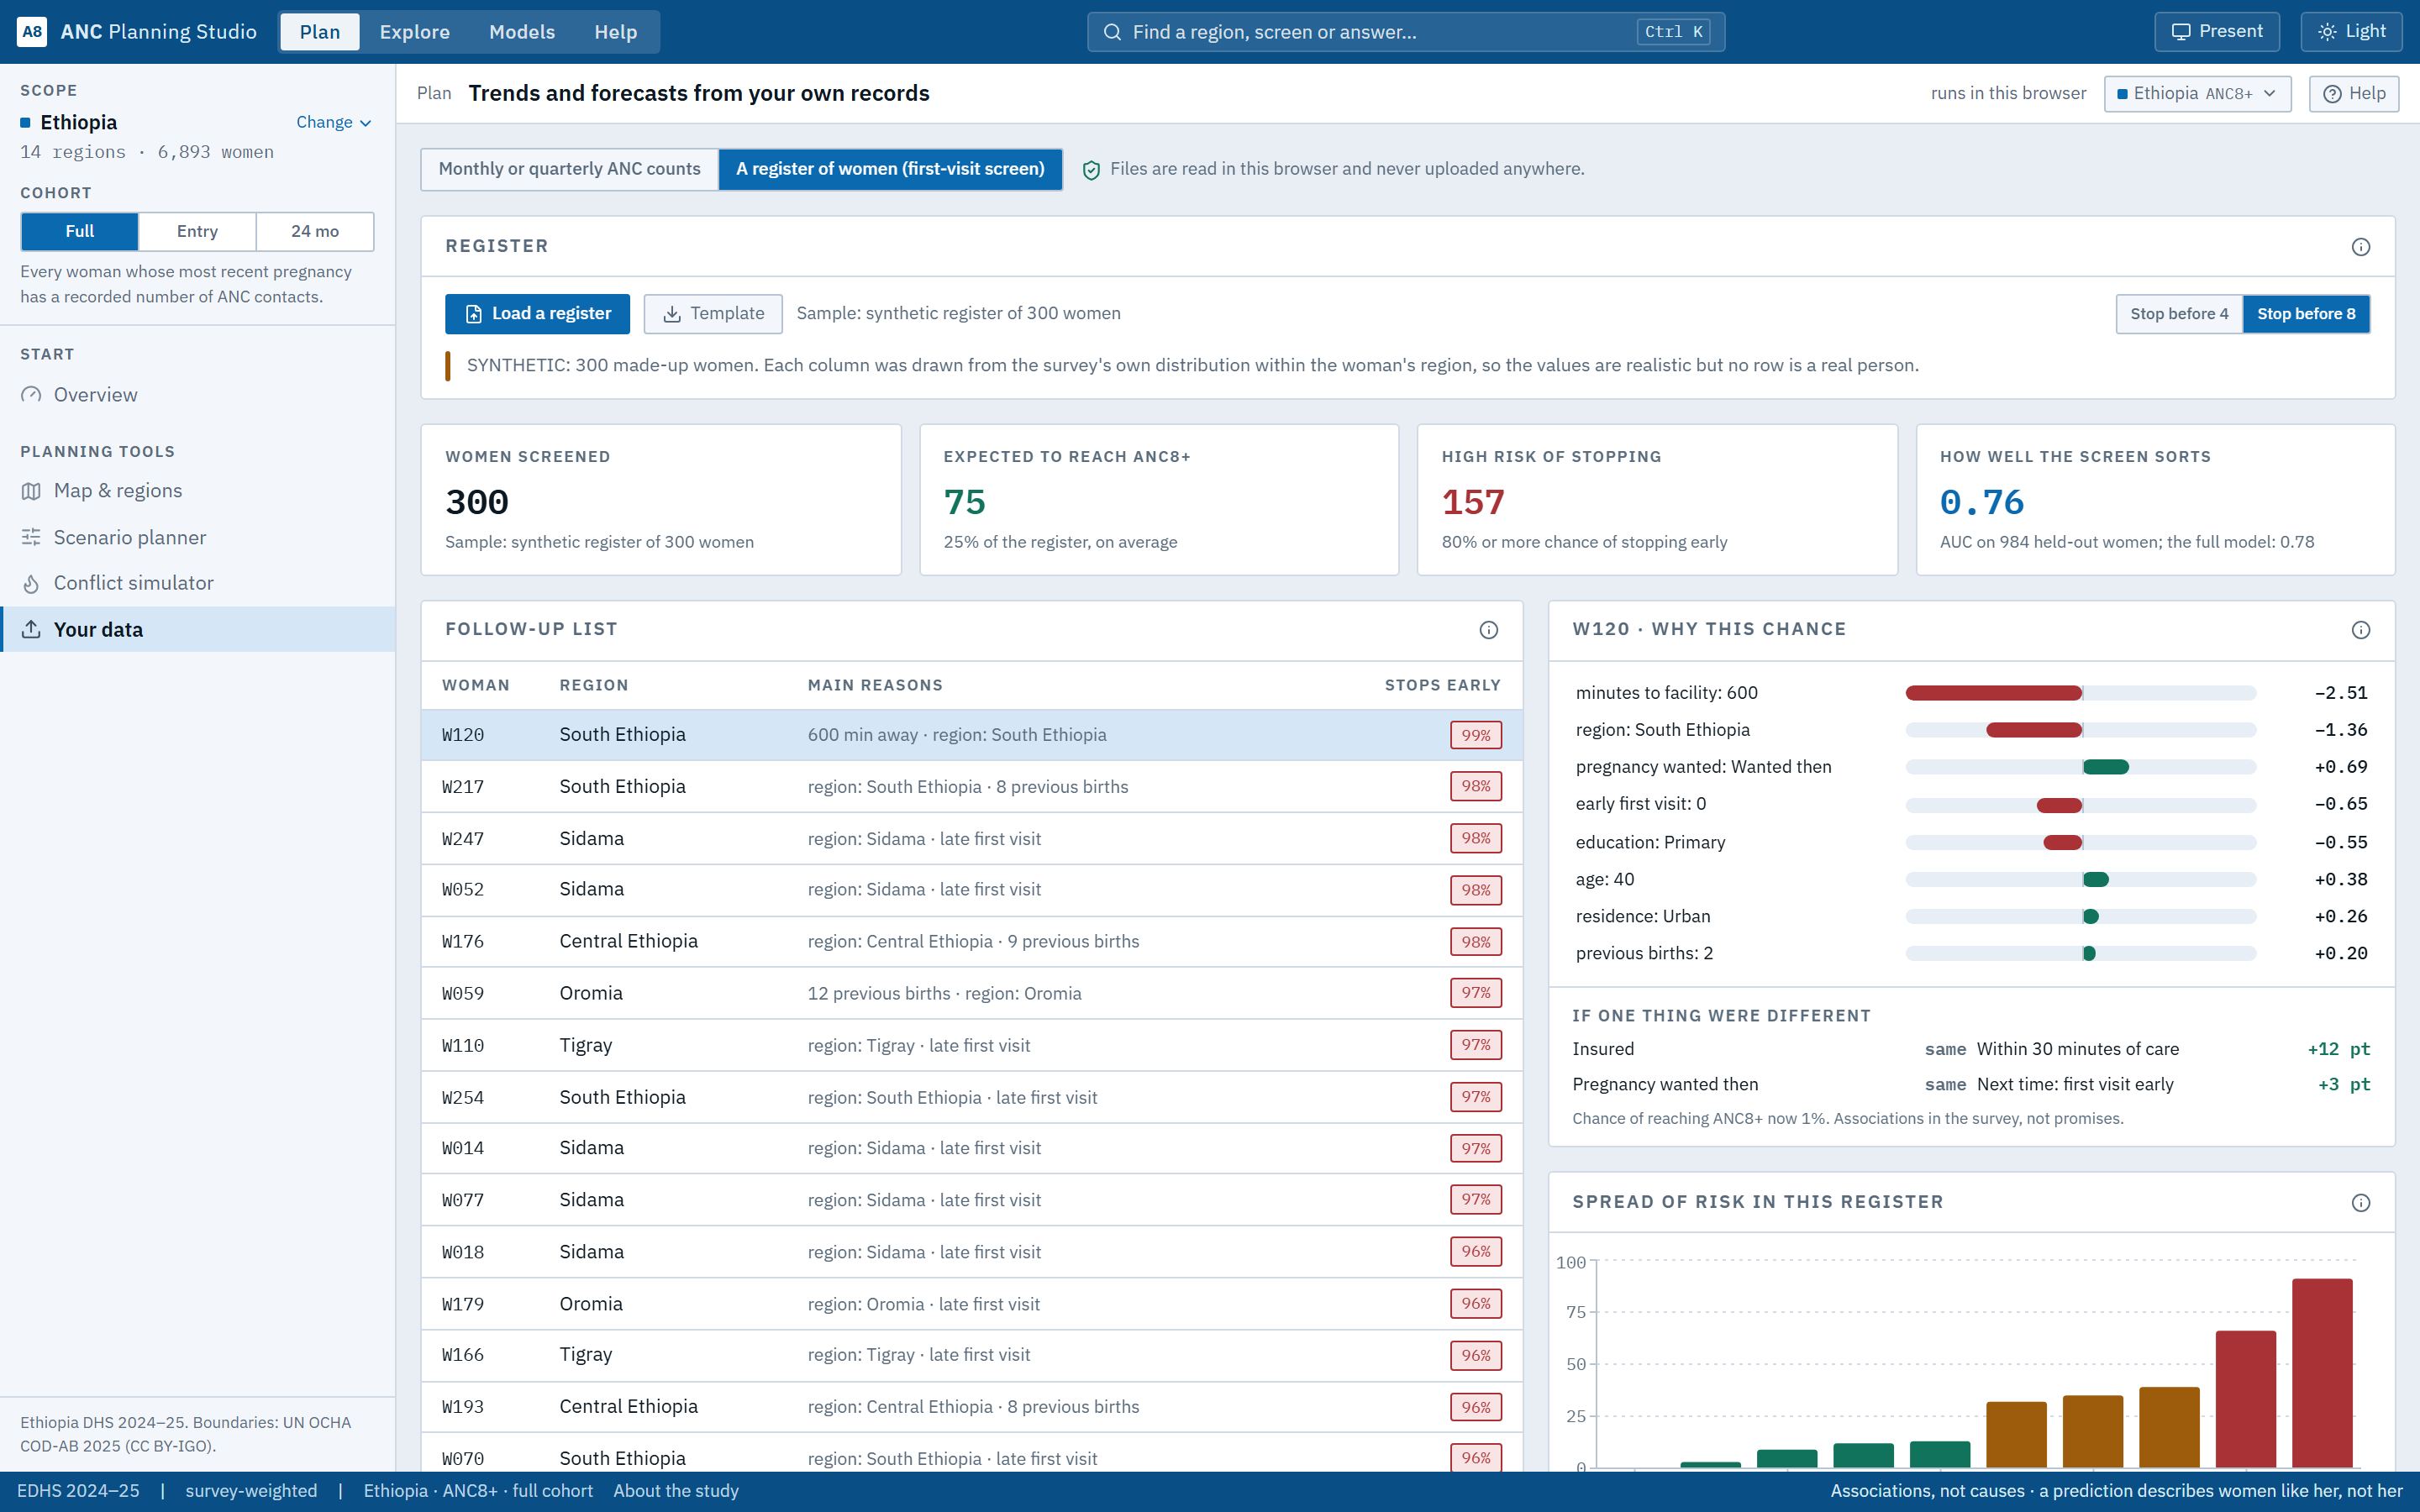 A8 ANC Planning Studio Plan Explore Models Help Find a region, screen or answer... Ctrl K Present Light
SCOPE
Ethiopia Change
14 regions · 6,893 women
COHORT
Full Entry 24 mo
Every woman whose most recent pregnancy
has a recorded number of ANC contacts.
START
Overview
PLANNING TOOLS
Map & regions
Scenario planner
Conflict simulator
Your data
Ethiopia DHS 2024–25. Boundaries: UN OCHA
COD-AB 2025 (CC BY-IGO).
Plan Trends and forecasts from your own records runs in this browser Ethiopia ANC8+ Help
Monthly or quarterly ANC counts A register of women (first-visit screen) Files are read in this browser and never uploaded anywhere.
REGISTER
Load a register Template Sample: synthetic register of 300 women Stop before 4 Stop before 8
SYNTHETIC: 300 made-up women. Each column was drawn from the survey's own distribution within the woman's region, so the values are realistic but no row is a real person.
WOMEN SCREENED
300
Sample: synthetic register of 300 women
EXPECTED TO REACH ANC8+
75
25% of the register, on average
HIGH RISK OF STOPPING
157
80% or more chance of stopping early
HOW WELL THE SCREEN SORTS
0.76
AUC on 984 held-out women; the full model: 0.78
FOLLOW-UP LIST
WOMAN REGION MAIN REASONS STOPS EARLY
W120 South Ethiopia 600 min away · region: South Ethiopia 99%
W217 South Ethiopia region: South Ethiopia · 8 previous births 98%
W247 Sidama region: Sidama · late first visit 98%
W052 Sidama region: Sidama · late first visit 98%
W176 Central Ethiopia region: Central Ethiopia · 9 previous births 98%
W059 Oromia 12 previous births · region: Oromia 97%
W110 Tigray region: Tigray · late first visit 97%
W254 South Ethiopia region: South Ethiopia · late first visit 97%
W014 Sidama region: Sidama · late first visit 97%
W077 Sidama region: Sidama · late first visit 97%
W018 Sidama region: Sidama · late first visit 96%
W179 Oromia region: Oromia · late first visit 96%
W166 Tigray region: Tigray · late first visit 96%
W193 Central Ethiopia region: Central Ethiopia · 8 previous births 96%
W070 South Ethiopia region: South Ethiopia · late first visit 96%
W120 · WHY THIS CHANCE
minutes to facility: 600 −2.51
region: South Ethiopia −1.36
pregnancy wanted: Wanted then +0.69
early first visit: 0 −0.65
education: Primary −0.55
age: 40 +0.38
residence: Urban +0.26
previous births: 2 +0.20
IF ONE THING WERE DIFFERENT
Insured same Within 30 minutes of care +12 pt
Pregnancy wanted then same Next time: first visit early +3 pt
Chance of reaching ANC8+ now 1%. Associations in the survey, not promises.
SPREAD OF RISK IN THIS REGISTER
100
75
50
25
0
EDHS 2024–25 | survey-weighted | Ethiopia · ANC8+ · full cohort About the study Associations, not causes · a prediction describes women like her, not her